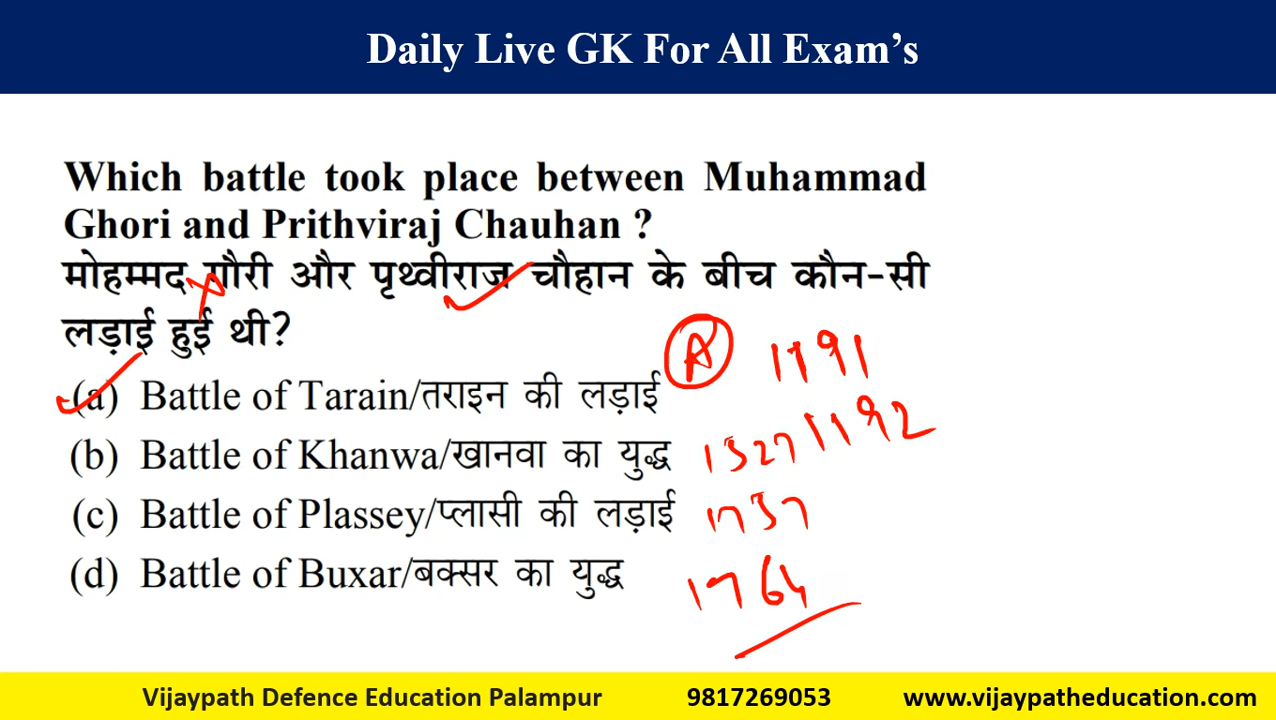 Daily Live GK For All Exam’s
Which battle took place between Muhammad
Ghori and Prithviraj Chauhan ?
मोहम्मद गौरी और पृथ्वीराज चौहान के बीच कौन-सी
लड़ाई हुई थी?
A 1191
(a) Battle of Tarain/तराइन की लड़ाई
1192
(b) Battle of Khanwa/खानवा का युद्ध 1527
(c) Battle of Plassey/प्लासी की लड़ाई 1757
(d) Battle of Buxar/बक्सर का युद्ध 1764
Vijaypath Defence Education Palampur 9817269053 www.vijaypatheducation.com